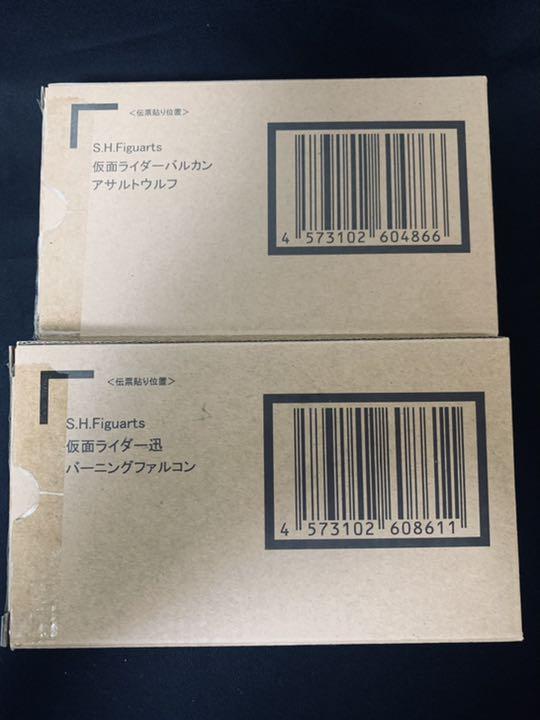 ＜伝票貼り位置＞
S.H.Figuarts
仮面ライダーバルカン
アサルトウルフ
4 573102 604866
＜伝票貼り位置＞
S.H.Figuarts
仮面ライダー迅
バーニングファルコン
4 573102 608611